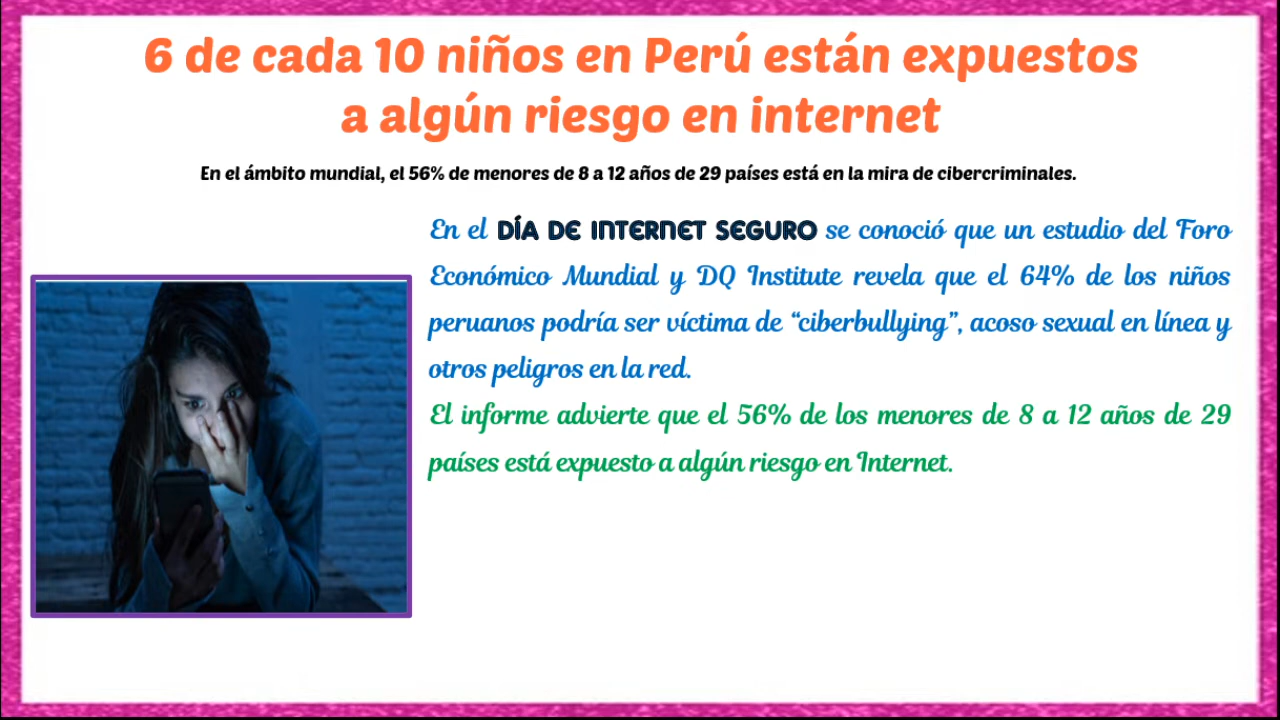 6 de cada 10 niños en Perú están expuestos
a algún riesgo en internet
En el ámbito mundial, el 56% de menores de 8 a 12 años de 29 países está en la mira de cibercriminales.
En el DÍA DE INTERNET SEGURO se conoció que un estudio del Foro
Económico Mundial y DQ Institute revela que el 64% de los niños
peruanos podría ser víctima de “ciberbullying”, acoso sexual en línea y
otros peligros en la red.
El informe advierte que el 56% de los menores de 8 a 12 años de 29
países está expuesto a algún riesgo en Internet.